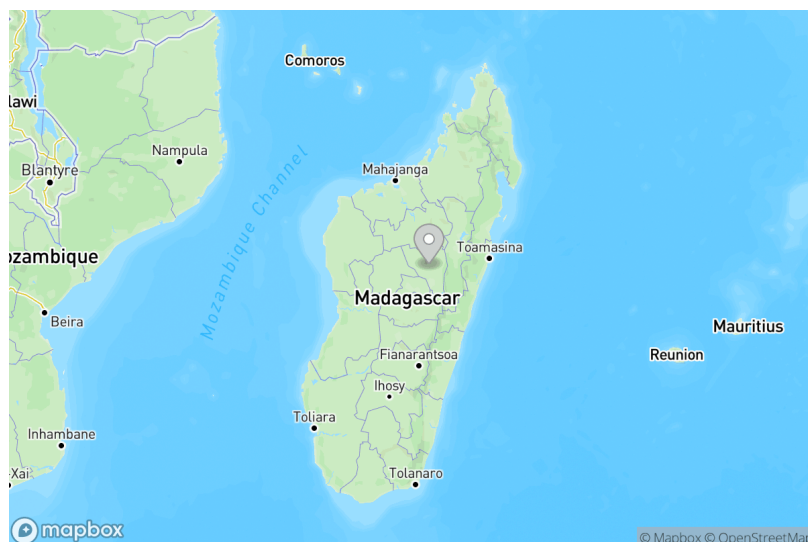 Comoros
lawi
Nampula
Blantyre
Mahajanga
Mozambique Channel
ozambique
Toamasina
Madagascar
Beira
Mauritius
Reunion
Fianarantsoa
Ihosy
Toliara
Inhambane
-Xai
Tolanaro
mapbox
© Mapbox © OpenStreetMap